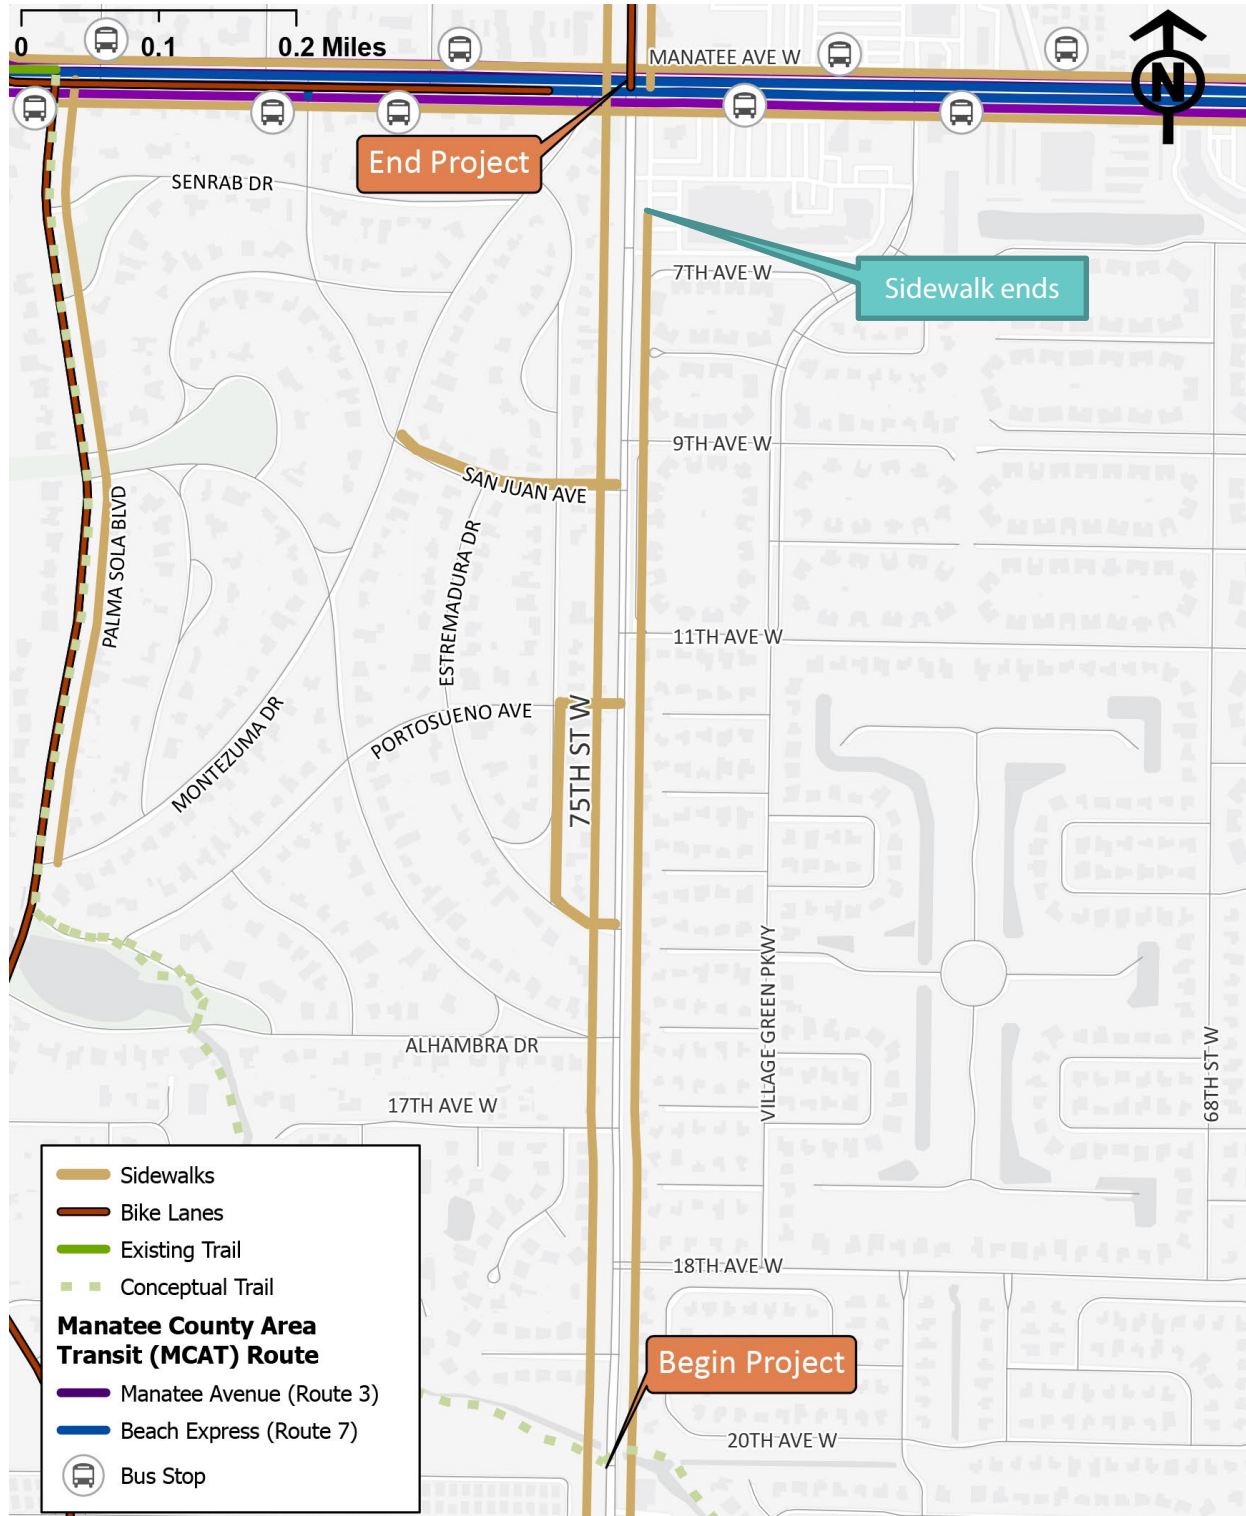 0 0.1 0.2 Miles
MANATEE AVE W
N
End Project
SENRAB DR
7TH AVE W
Sidewalk ends
9TH AVE W
SAN JUAN AVE
PALMA SOLA BLVD
ESTREMADURA DR
11TH AVE W
MONTEZUMA DR
PORTOSUENO AVE
75TH ST W
VILLAGE GREEN PKWY
68TH ST W
ALHAMBRA DR
17TH AVE W
18TH AVE W
Begin Project
20TH AVE W
Sidewalks
Bike Lanes
Existing Trail
Conceptual Trail
Manatee County Area
Transit (MCAT) Route
Manatee Avenue (Route 3)
Beach Express (Route 7)
Bus Stop